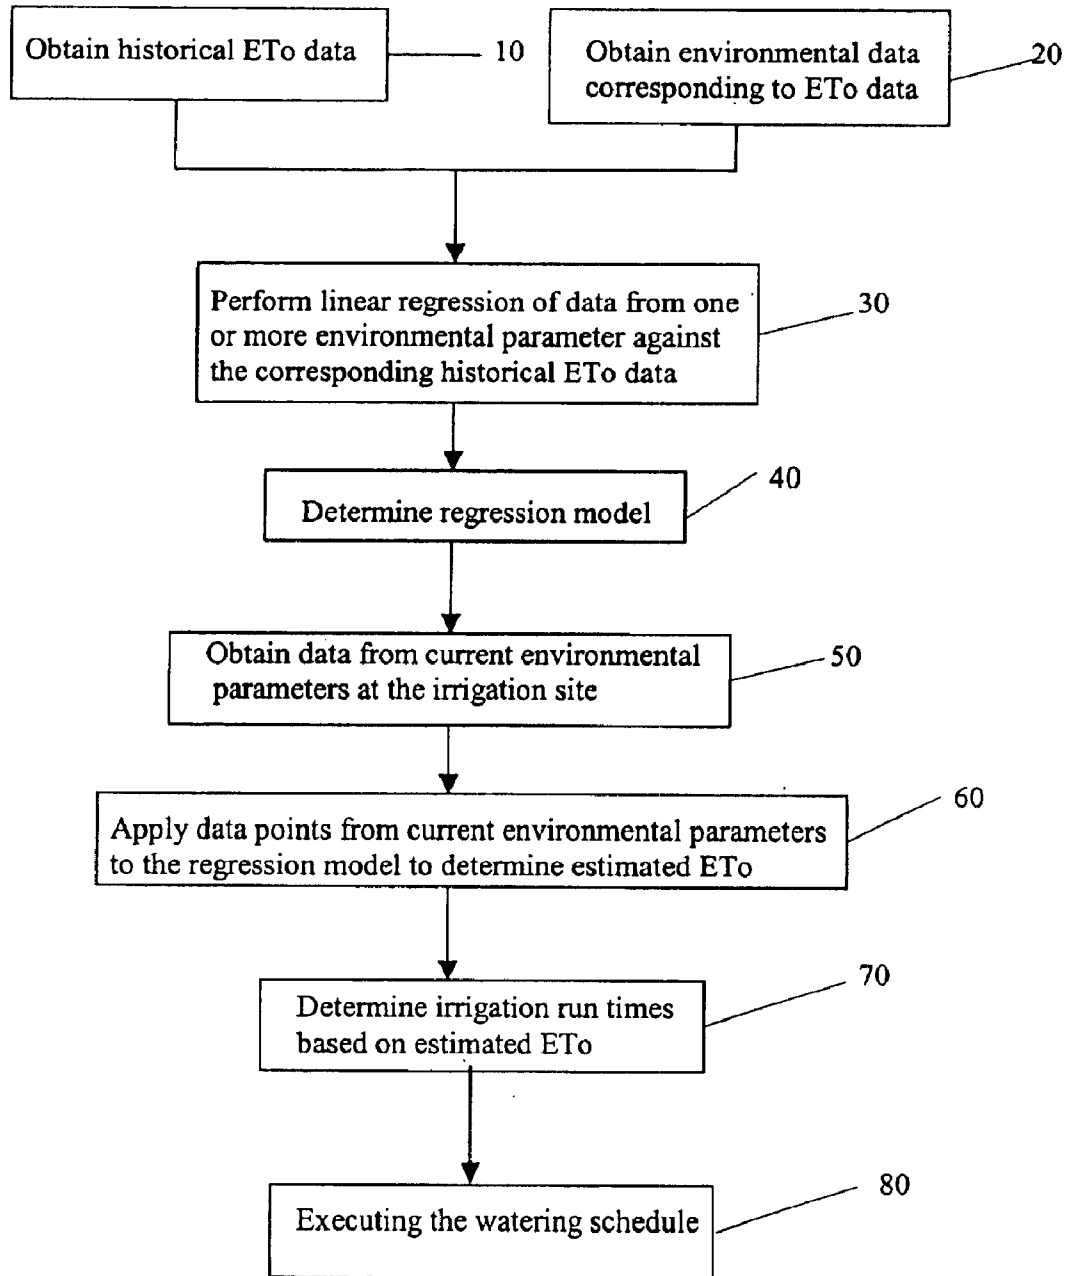 Obtain historical ETo data
10
Obtain environmental data
corresponding to ETo data
20
Perform linear regression of data from one
or more environmental parameter against
the corresponding historical ETo data
30
Determine regression model
40
Obtain data from current environmental
parameters at the irrigation site
50
Apply data points from current environmental parameters
to the regression model to determine estimated ETo
60
Determine irrigation run times
based on estimated ETo
70
Executing the watering schedule
80